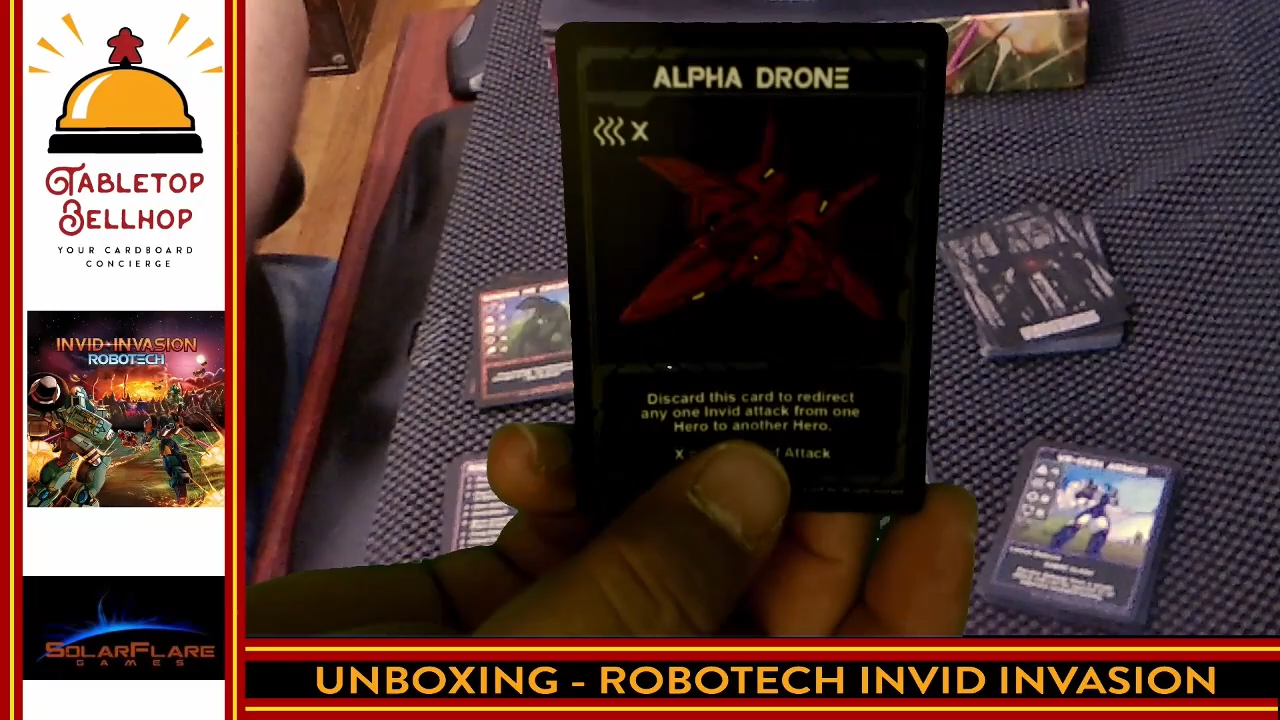 TABLETOP
BELLHOP
YOUR CARDBOARD
CONCIERGE
INVID INVASION
ROBOTECH
SOLARFLARE
GAMES
ALPHA DRONE
X
Discard this card to redirect
any one Invid attack from one
Hero to another Hero.
X
Attack
UNBOXING - ROBOTECH INVID INVASION